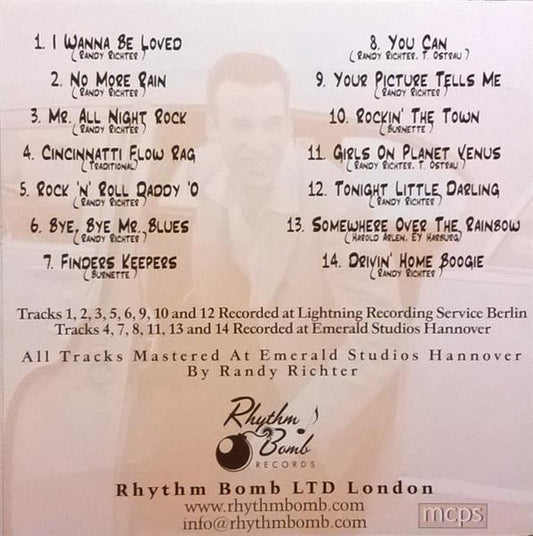 1. I Wanna Be Loved
(Randy Richter)
2. No More Rain
(Randy Richter)
3. Mr. All Night Rock
(Randy Richter)
4. Cincinnatti Flow Rag
(Traditional)
5. Rock 'n' Roll Daddy 'O
(Randy Richter)
6. Bye, Bye Mr. Blues
(Randy Richter)
7. Finders Keepers
(Burnette)
8. You Can
(Randy Richter, T. Ostrau)
9. Your Picture Tells Me
(Randy Richter)
10. Rockin' The Town
(Burnette)
11. Girls On Planet Venus
(Randy Richter, T. Ostrau)
12. Tonight Little Darling
(Randy Richter)
13. Somewhere Over The Rainbow
(Harold Arlen, EY Harburg)
14. Drivin' Home Boogie
(Randy Richter)
Tracks 1, 2, 3, 5, 6, 9, 10 and 12 Recorded at Lightning Recording Service Berlin
Tracks 4, 7, 8, 11, 13 and 14 Recorded at Emerald Studios Hannover
All Tracks Mastered At Emerald Studios Hannover
By Randy Richter
Rhythm
Bomb
RECORDS
Rhythm Bomb LTD London
www.rhythmbomb.com
info@rhythmbomb.com
mcps